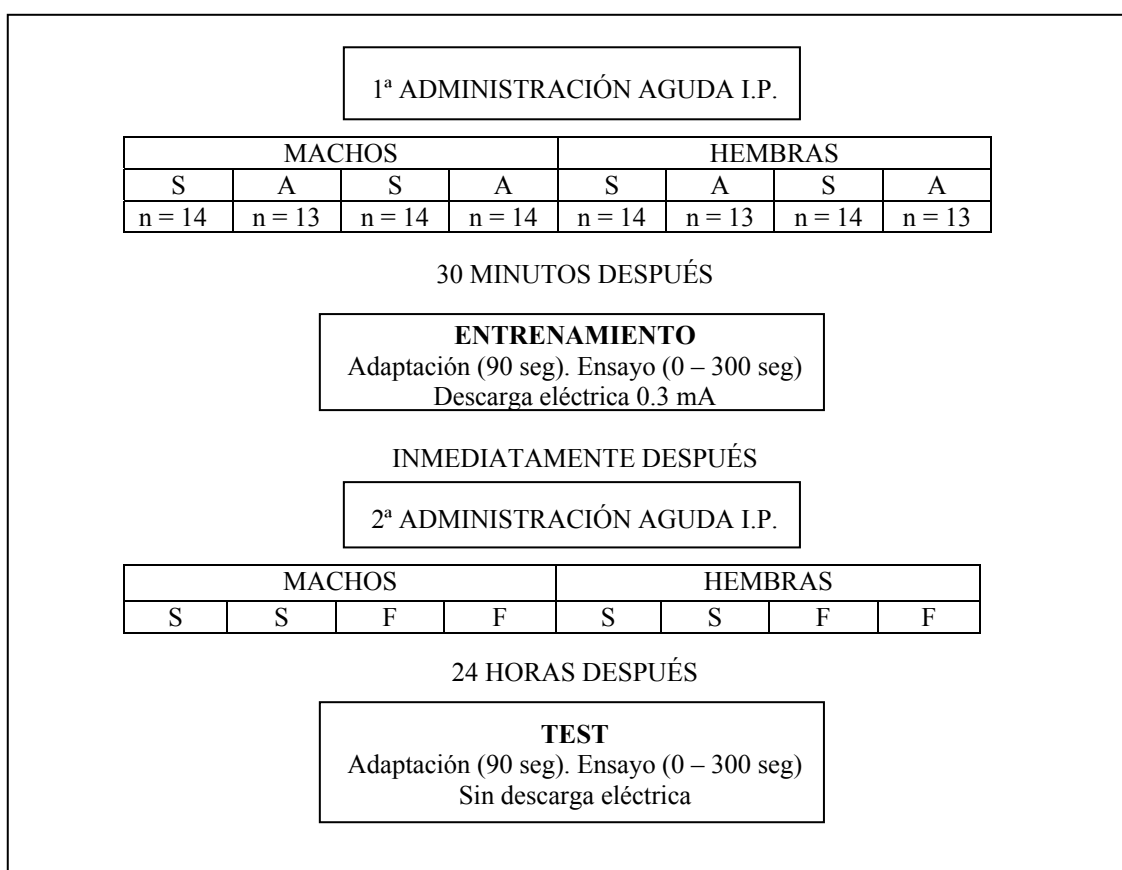 1ª ADMINISTRACIÓN AGUDA I.P.
MACHOS HEMBRAS
S A S A S A S A
n = 14 n = 13 n = 14 n = 14 n = 14 n = 13 n = 14 n = 13
30 MINUTOS DESPUÉS
ENTRENAMIENTO
Adaptación (90 seg). Ensayo (0 – 300 seg)
Descarga eléctrica 0.3 mA
INMEDIATAMENTE DESPUÉS
2ª ADMINISTRACIÓN AGUDA I.P.
MACHOS HEMBRAS
S S F F S S F F
24 HORAS DESPUÉS
TEST
Adaptación (90 seg). Ensayo (0 – 300 seg)
Sin descarga eléctrica